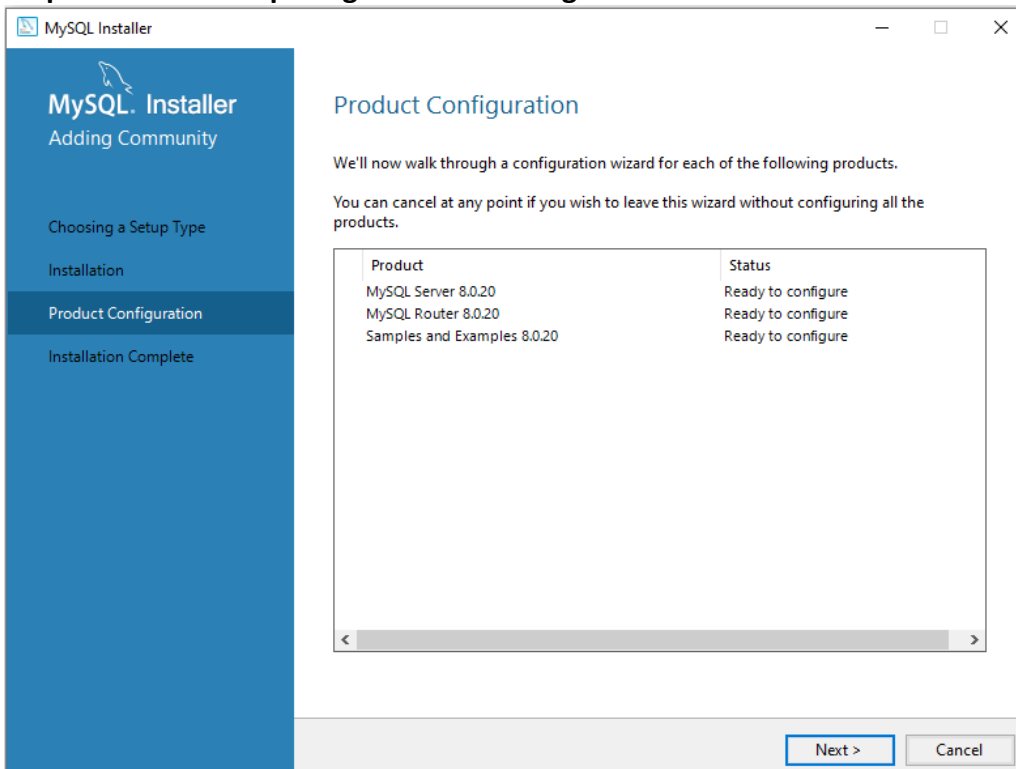 MySQL Installer
MySQL. Installer
Adding Community
Choosing a Setup Type
Installation
Product Configuration
Installation Complete
Product Configuration
We'll now walk through a configuration wizard for each of the following products.
You can cancel at any point if you wish to leave this wizard without configuring all the
products.
Product Status
MySQL Server 8.0.20 Ready to configure
MySQL Router 8.0.20 Ready to configure
Samples and Examples 8.0.20 Ready to configure
Next > Cancel